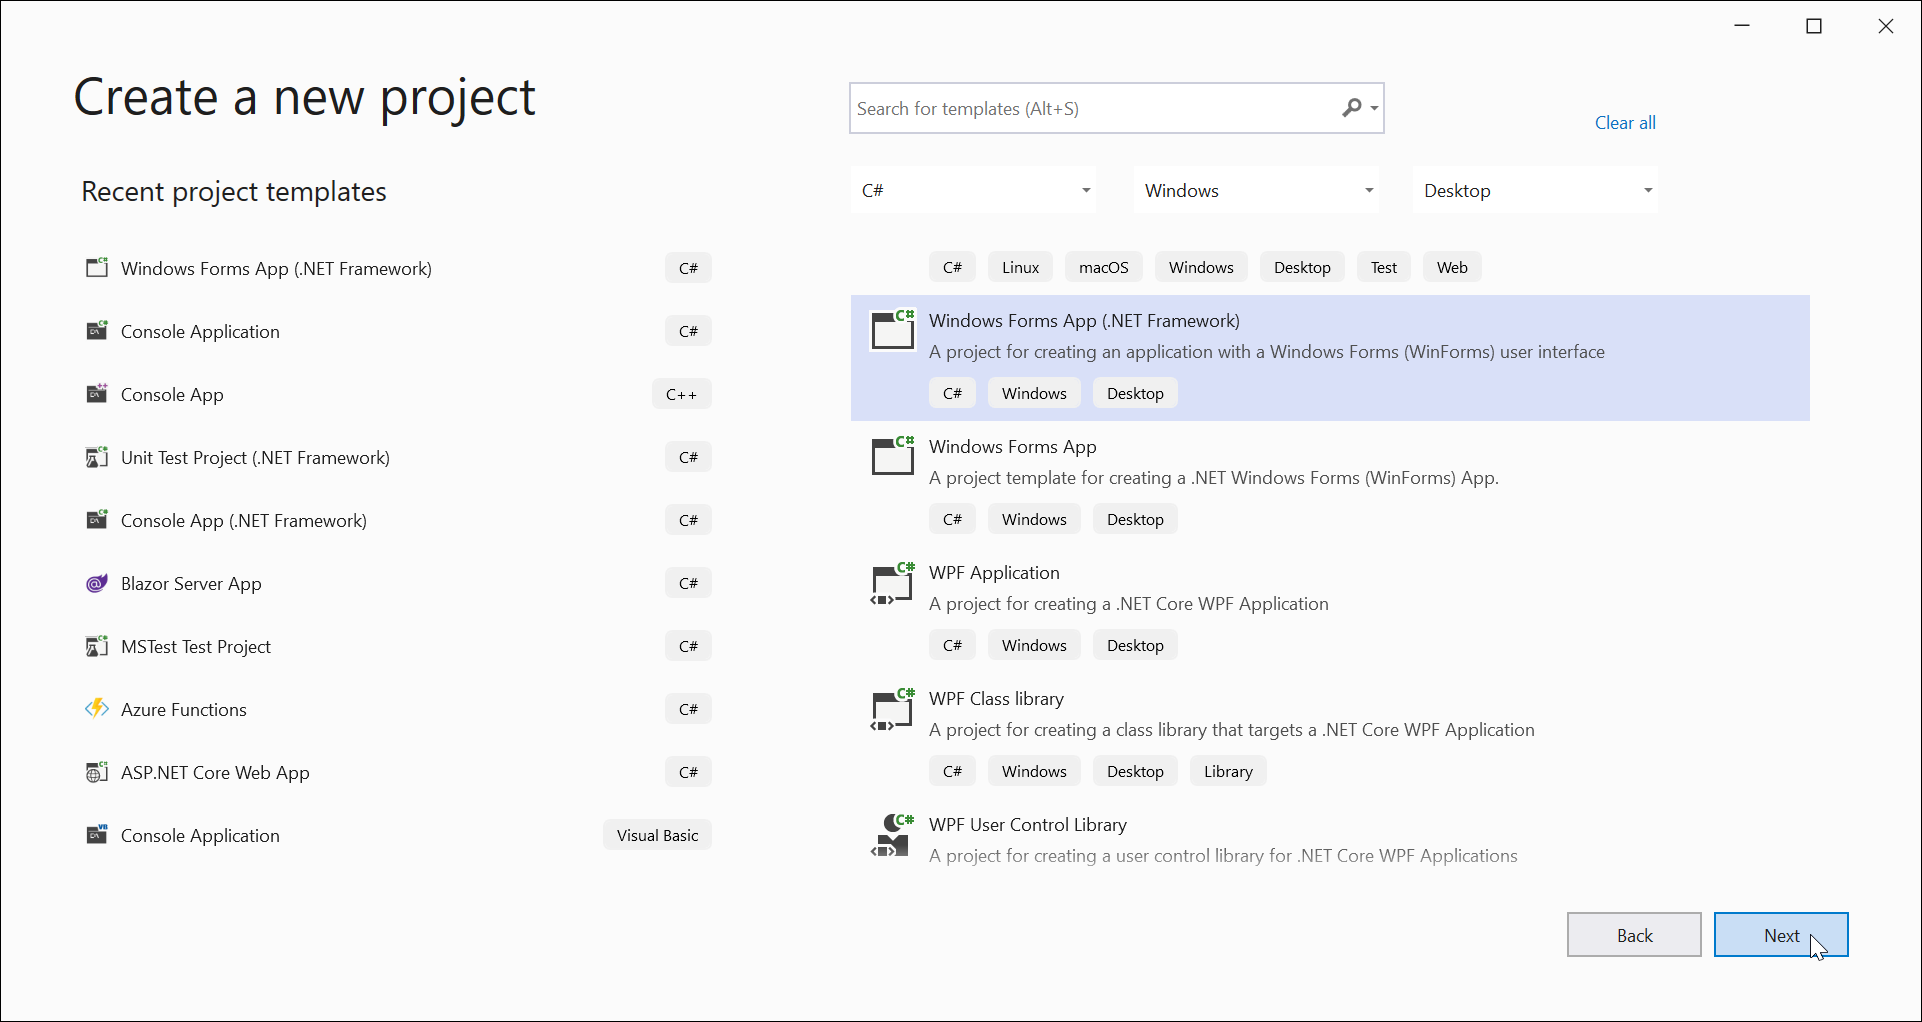 Create a new project
Search for templates (Alt+S)
Clear all
Recent project templates
C#
Windows
Desktop
Windows Forms App (.NET Framework) C#
Console Application C#
Console App C++
Unit Test Project (.NET Framework) C#
Console App (.NET Framework) C#
Blazor Server App C#
MSTest Test Project C#
Azure Functions C#
ASP.NET Core Web App C#
Console Application Visual Basic
C# Linux macOS Windows Desktop Test Web
Windows Forms App (.NET Framework)
A project for creating an application with a Windows Forms (WinForms) user interface
C# Windows Desktop
Windows Forms App
A project template for creating a .NET Windows Forms (WinForms) App.
C# Windows Desktop
WPF Application
A project for creating a .NET Core WPF Application
C# Windows Desktop
WPF Class library
A project for creating a class library that targets a .NET Core WPF Application
C# Windows Desktop Library
WPF User Control Library
A project for creating a user control library for .NET Core WPF Applications
Back
Next